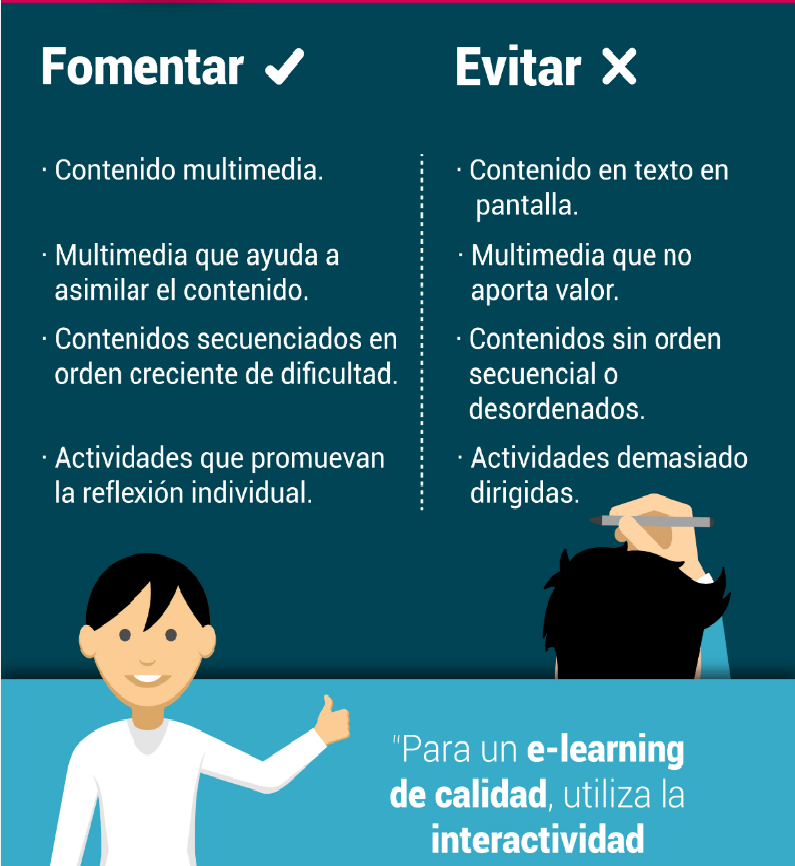 Fomentar ✓
· Contenido multimedia.
· Multimedia que ayuda a
asimilar el contenido.
· Contenidos secuenciados en
orden creciente de dificultad.
· Actividades que promuevan
la reflexión individual.
Evitar ✕
· Contenido en texto en
pantalla.
· Multimedia que no
aporta valor.
· Contenidos sin orden
secuencial o
desordenados.
· Actividades demasiado
dirigidas.
"Para un e-learning
de calidad, utiliza la
interactividad